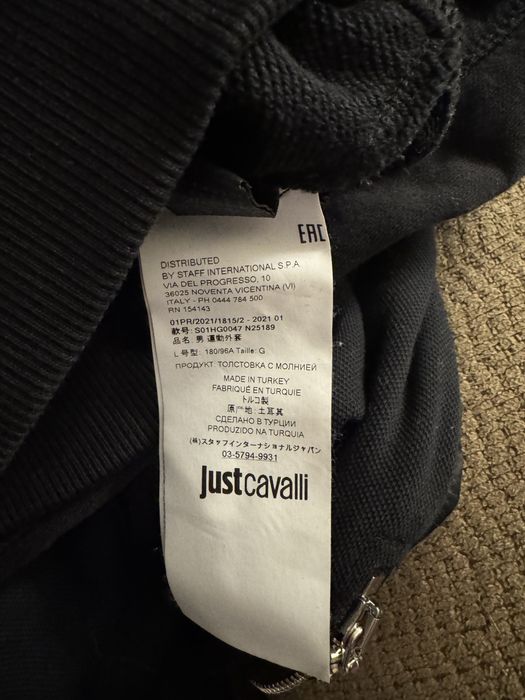 EAC
DISTRIBUTED
BY STAFF INTERNATIONAL S.P.A
VIA DEL PROGRESSO, 10
36025 NOVENTA VICENTINA (VI)
ITALY - PH 0444 784 500
RN 154143
01PR/2021/1815/2 - 2021 01
款号: S01HG0047 N25189
品名: 男 運動外套
L 号型: 180/96A Taille: G
ПРОДУКТ: ТОЛСТОВКА С МОЛНИЕЙ
MADE IN TURKEY
FABRIQUÉ EN TURQUIE
トルコ製
原产地: 土耳其
СДЕЛАНО В ТУРЦИИ
PRODUZIDO NA TURQUIA
(株)スタッフインターナショナルジャパン
03-5794-9931
justcavalli